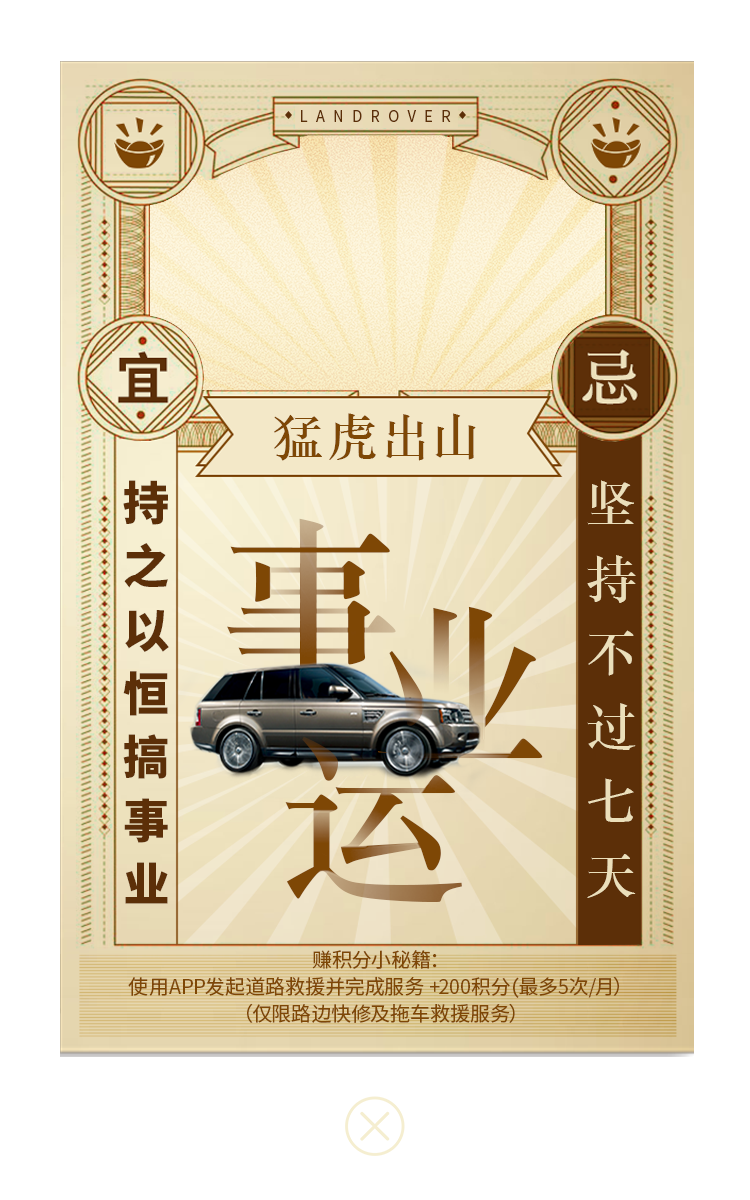 LANDROVER
宜
忌
猛虎出山
持之以恒搞事业
坚持不过七天
事业运
赚积分小秘籍：
使用APP发起道路救援并完成服务 +200积分(最多5次/月)
(仅限路边快修及拖车救援服务)